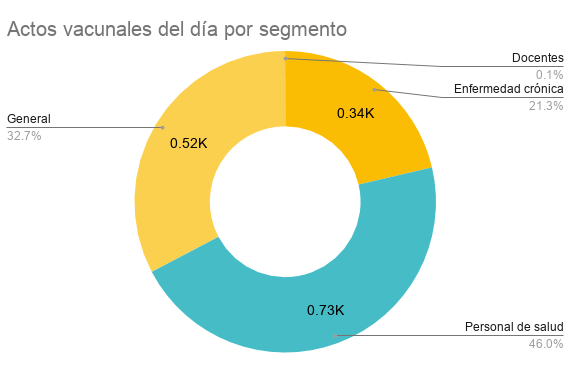 Actos vacunales del día por segmento
Docentes
0.1%
Enfermedad crónica
21.3%
0.34K
General
32.7%
0.52K
0.73K
Personal de salud
46.0%